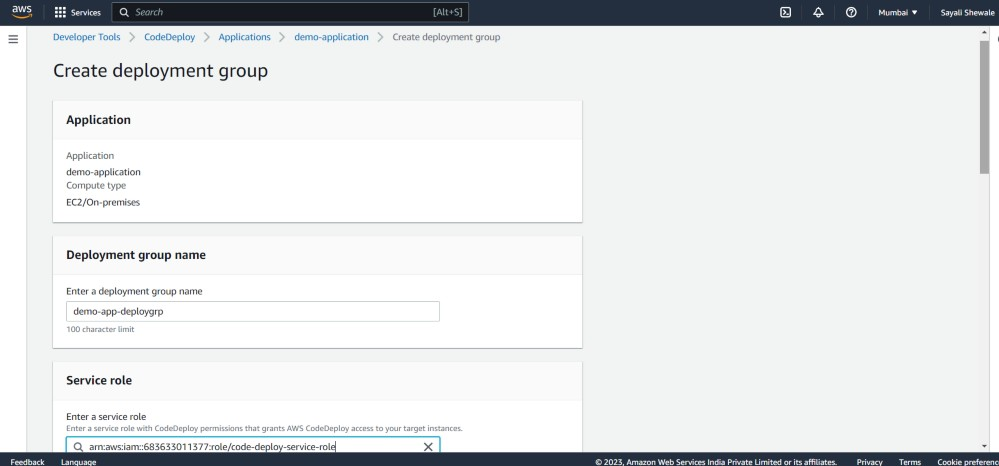 aws Services Search [Alt+S] Mumbai ▼ Sayali Shewale
Developer Tools > CodeDeploy > Applications > demo-application > Create deployment group
Create deployment group
Application
Application
demo-application
Compute type
EC2/On-premises
Deployment group name
Enter a deployment group name
demo-app-deploygrp
100 character limit
Service role
Enter a service role
Enter a service role with CodeDeploy permissions that grants AWS CodeDeploy access to your target instances.
arn:aws:iam::683633011377:role/code-deploy-service-role
Feedback Language © 2023, Amazon Web Services India Private Limited or its affiliates. Privacy Terms Cookie preferenc